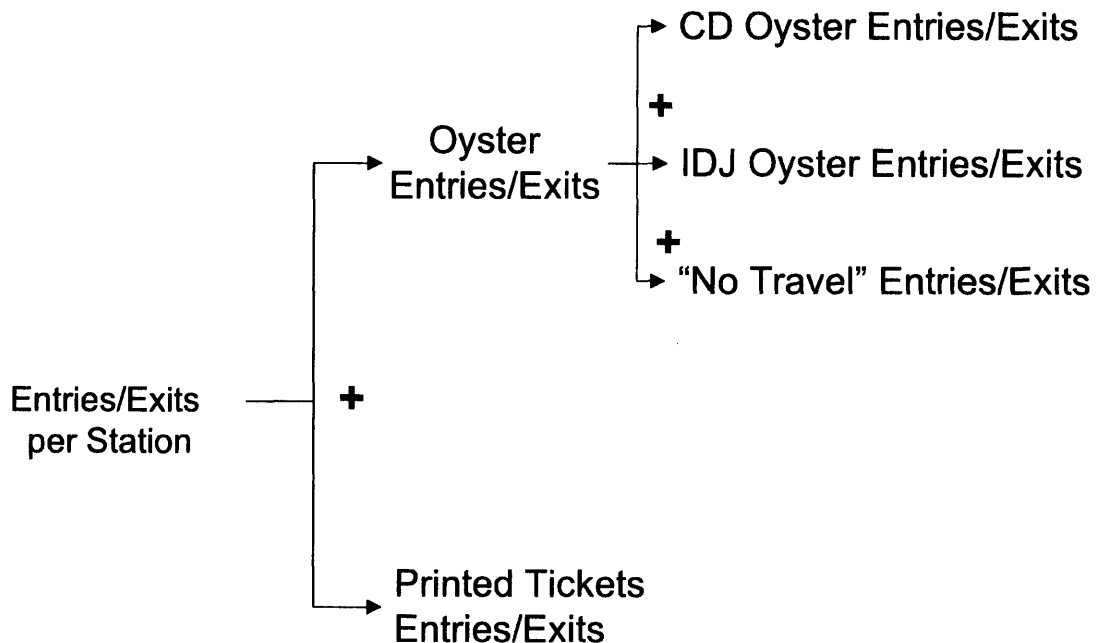 CD Oyster Entries/Exits
+
Oyster
Entries/Exits
IDJ Oyster Entries/Exits
+
“No Travel” Entries/Exits
Entries/Exits
per Station
+
Printed Tickets
Entries/Exits